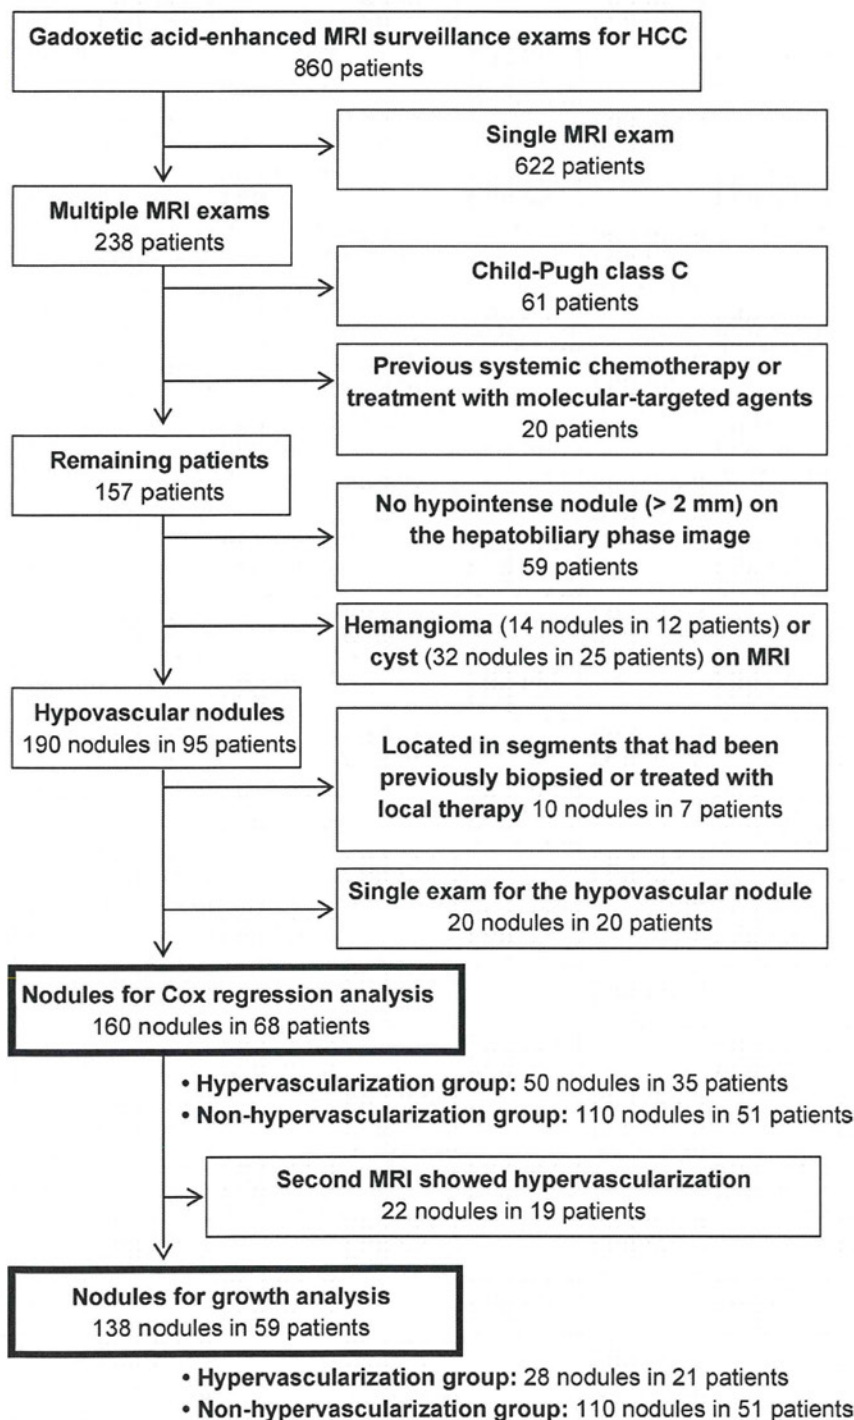 Gadoxetic acid-enhanced MRI surveillance exams for HCC
860 patients
Single MRI exam
622 patients
Multiple MRI exams
238 patients
Child-Pugh class C
61 patients
Previous systemic chemotherapy or
treatment with molecular-targeted agents
20 patients
Remaining patients
157 patients
No hypointense nodule (> 2 mm) on
the hepatobiliary phase image
59 patients
Hemangioma (14 nodules in 12 patients) or
cyst (32 nodules in 25 patients) on MRI
Hypovascular nodules
190 nodules in 95 patients
Located in segments that had been
previously biopsied or treated with
local therapy 10 nodules in 7 patients
Single exam for the hypovascular nodule
20 nodules in 20 patients
Nodules for Cox regression analysis
160 nodules in 68 patients
• Hypervascularization group: 50 nodules in 35 patients
• Non-hypervascularization group: 110 nodules in 51 patients
Second MRI showed hypervascularization
22 nodules in 19 patients
Nodules for growth analysis
138 nodules in 59 patients
• Hypervascularization group: 28 nodules in 21 patients
• Non-hypervascularization group: 110 nodules in 51 patients